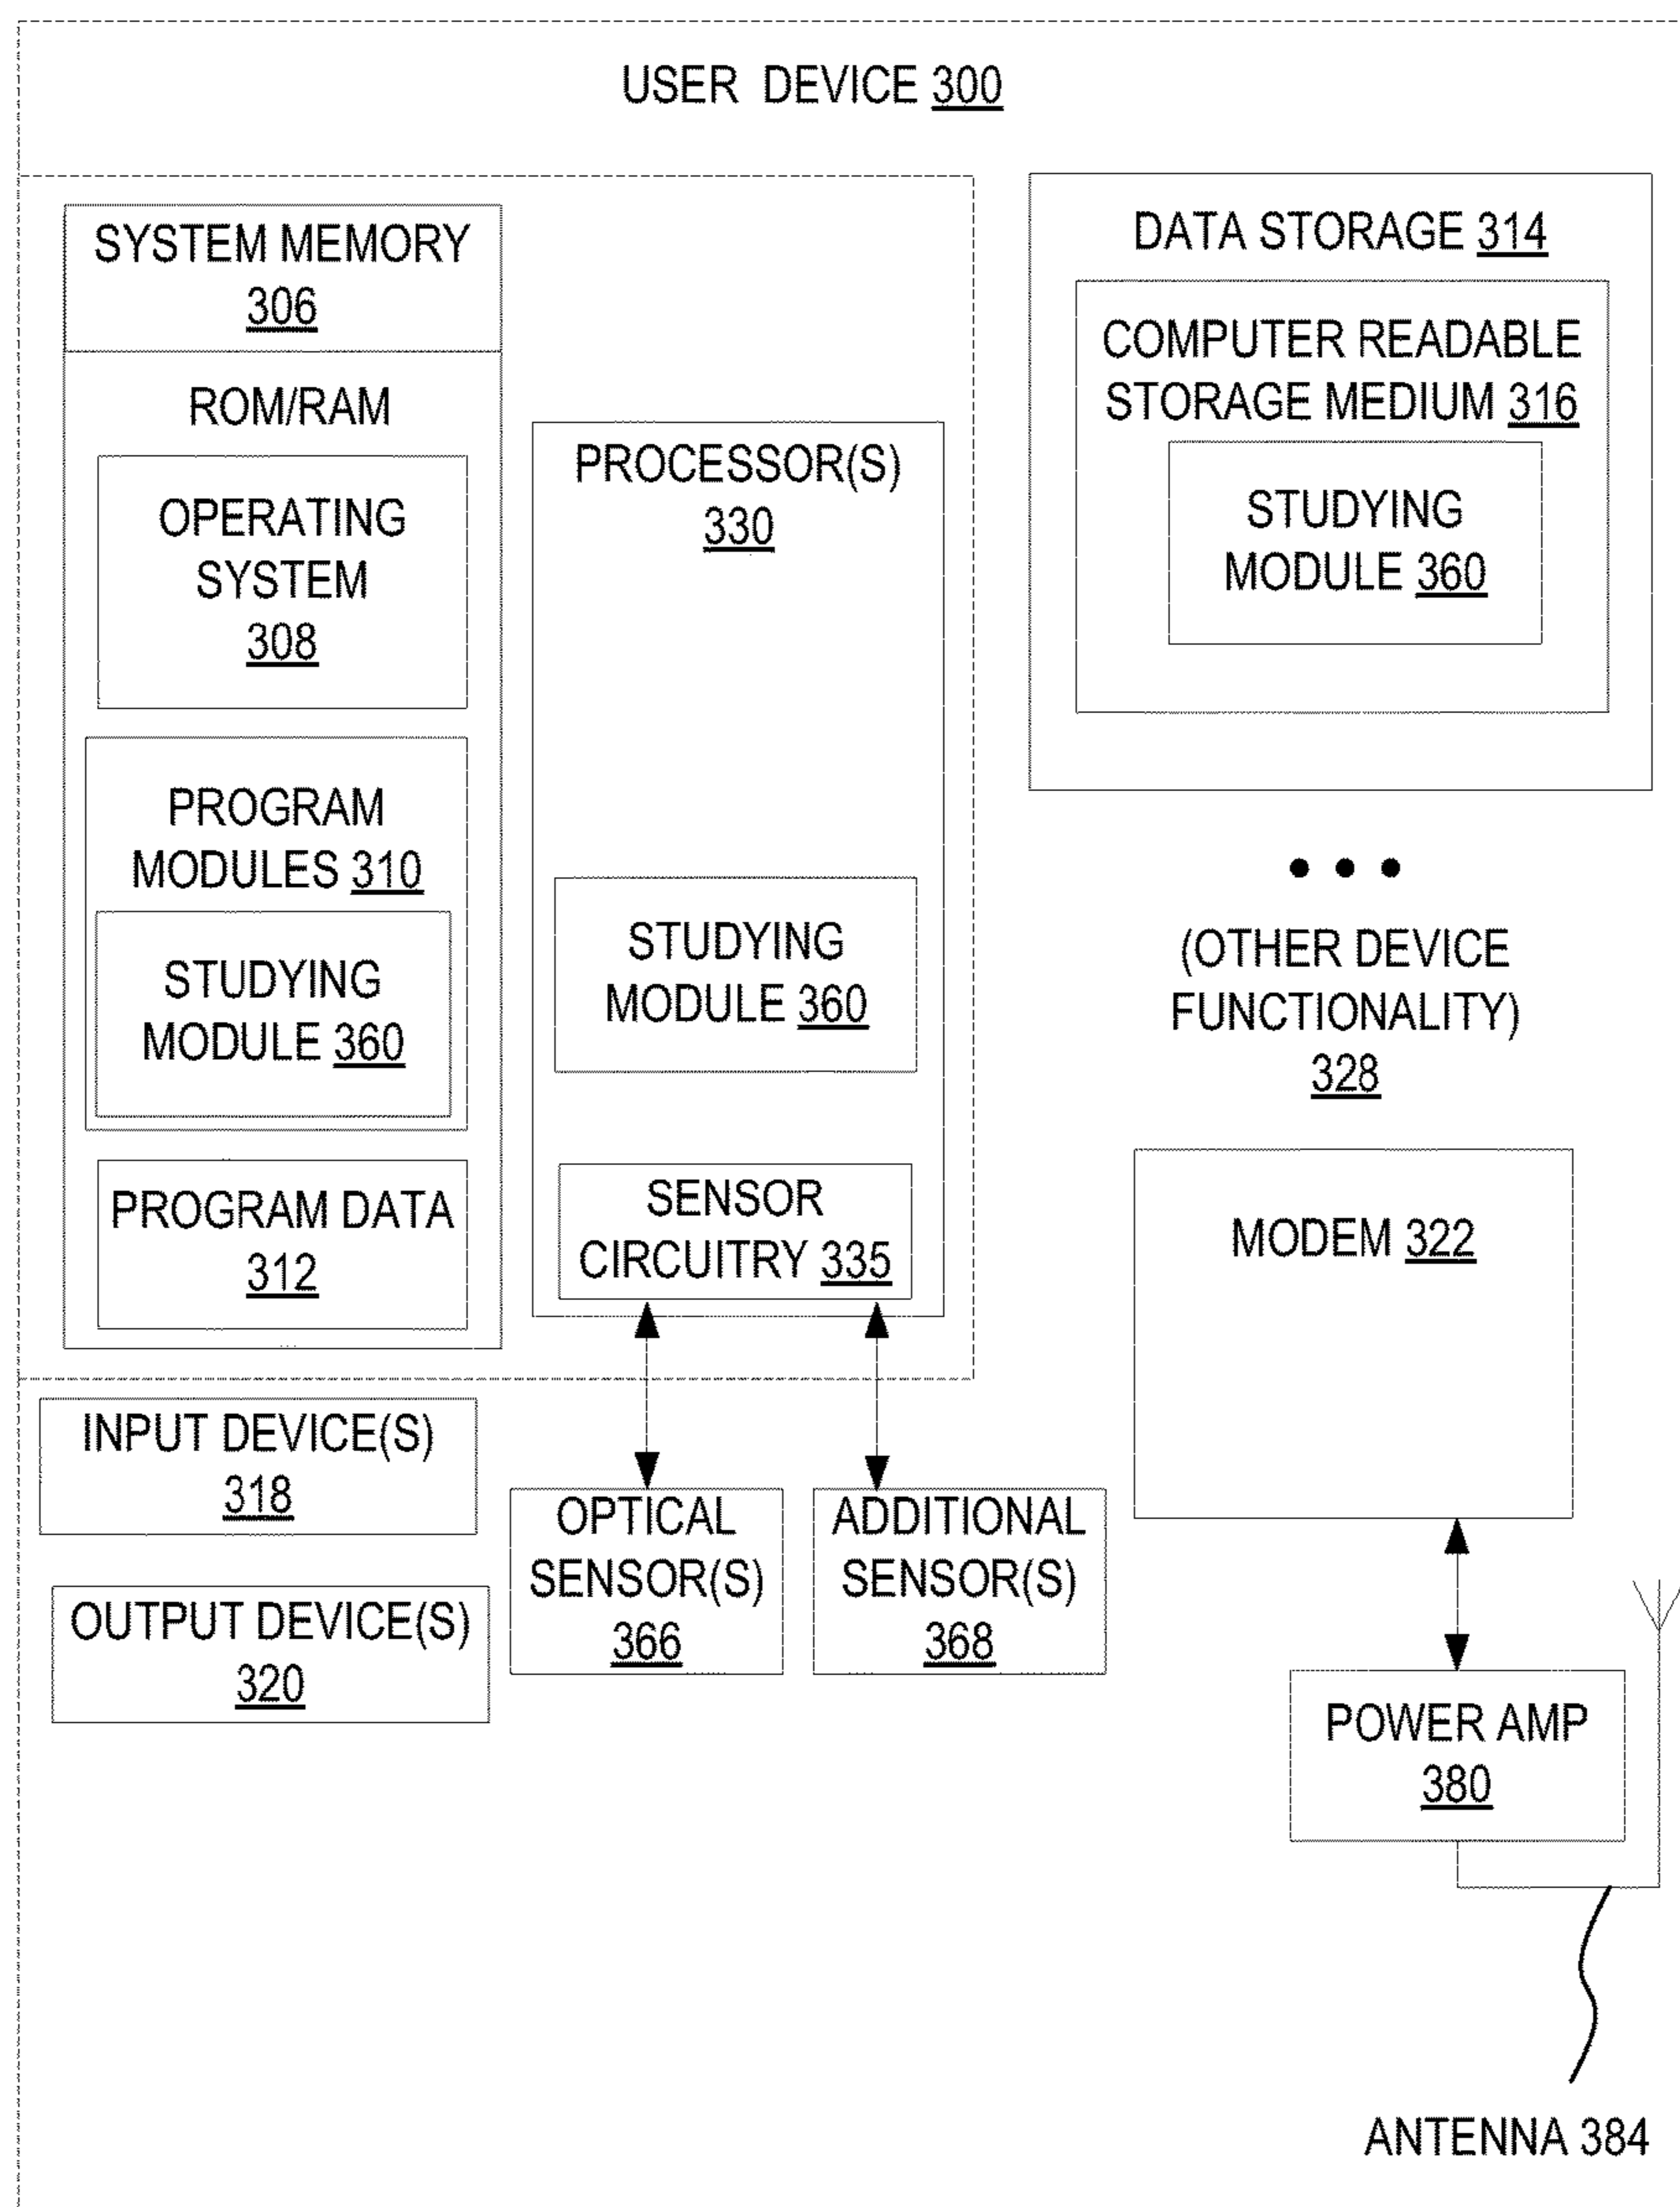 USER DEVICE 300
SYSTEM MEMORY
306
ROM/RAM
OPERATING
SYSTEM
308
PROGRAM
MODULES 310
STUDYING
MODULE 360
PROGRAM DATA
312
PROCESSOR(S)
330
STUDYING
MODULE 360
SENSOR
CIRCUITRY 335
DATA STORAGE 314
COMPUTER READABLE
STORAGE MEDIUM 316
STUDYING
MODULE 360
(OTHER DEVICE
FUNCTIONALITY)
328
MODEM 322
INPUT DEVICE(S)
318
OUTPUT DEVICE(S)
320
OPTICAL
SENSOR(S)
366
ADDITIONAL
SENSOR(S)
368
POWER AMP
380
ANTENNA 384